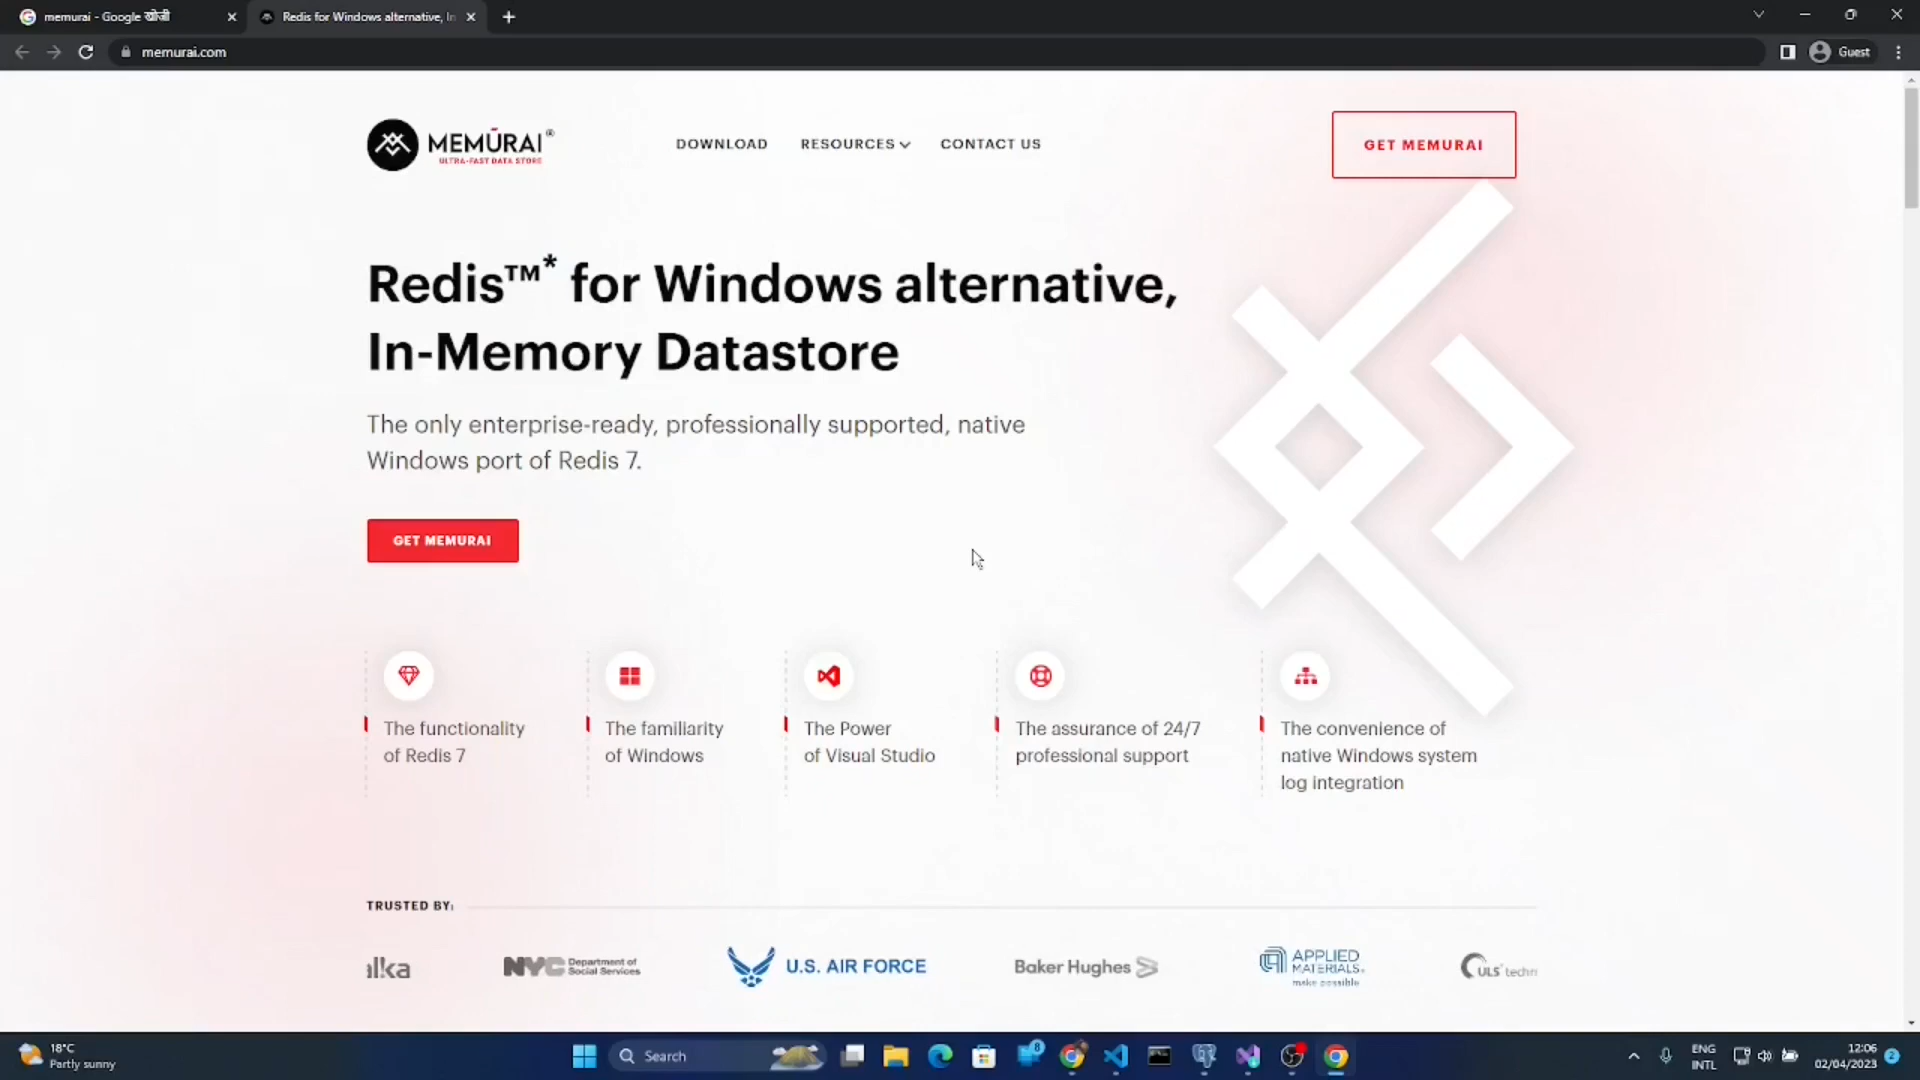 memurai - Google खोजी
Redis for Windows alternative, In
memurai.com
Guest
MEMŪRAI®
ULTRA-FAST DATA STORE
DOWNLOAD
RESOURCES
CONTACT US
GET MEMURAI
Redis™* for Windows alternative,
In-Memory Datastore
The only enterprise-ready, professionally supported, native
Windows port of Redis 7.
GET MEMURAI
The functionality
of Redis 7
The familiarity
of Windows
The Power
of Visual Studio
The assurance of 24/7
professional support
The convenience of
native Windows system
log integration
TRUSTED BY:
NYC Department of
Social Services
U.S. AIR FORCE
Baker Hughes
APPLIED
MATERIALS.
make possible
ULS techn
18°C
Partly sunny
Search
8
ENG
INTL
12:06
02/04/2023
2